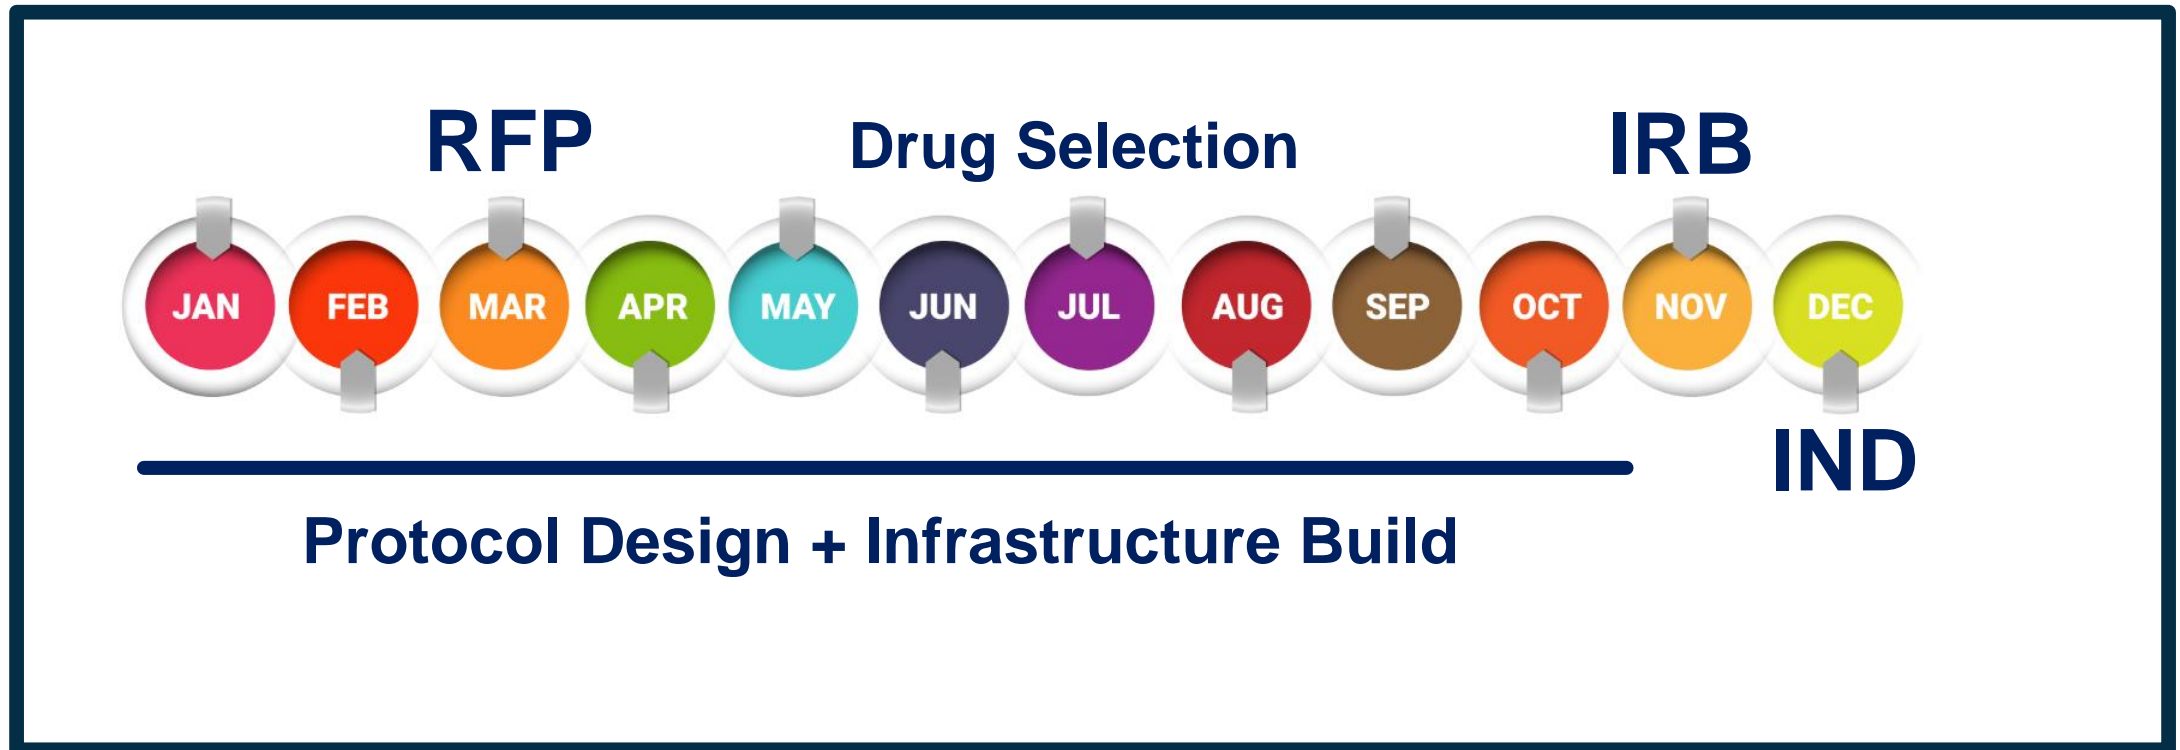 RFP Drug Selection IRB
JAN FEB MAR APR MAY JUN JUL AUG SEP OCT NOV DEC
IND
Protocol Design + Infrastructure Build